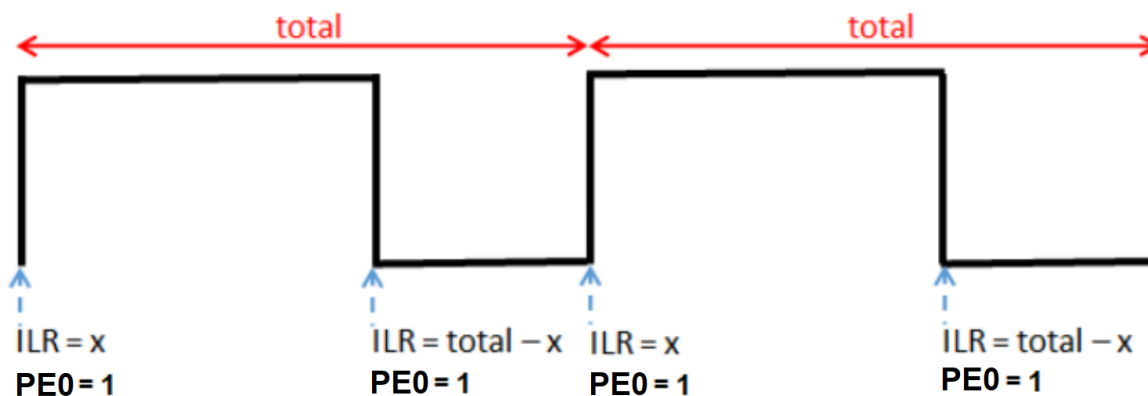 total total
ILR = x ILR = total − x ILR = x ILR = total − x
PE0 = 1 PE0 = 1 PE0 = 1 PE0 = 1